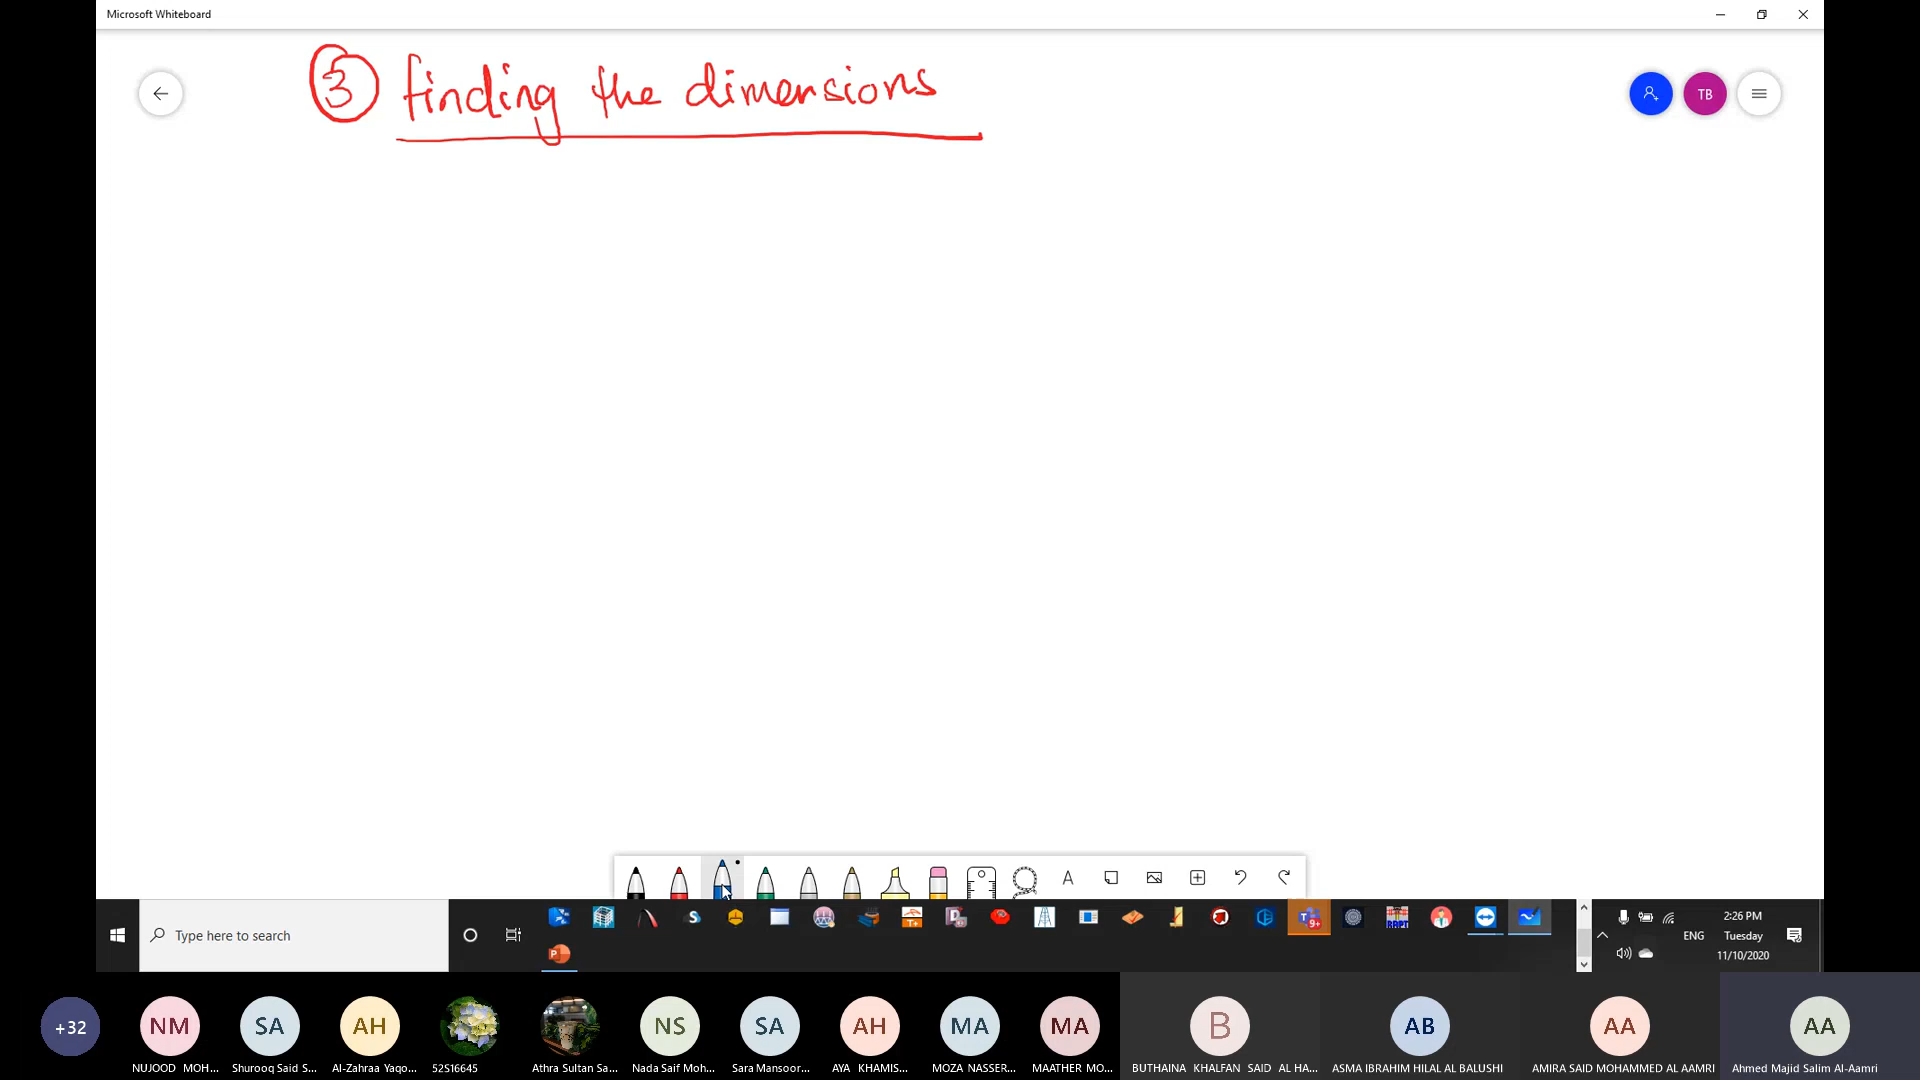 Microsoft Whiteboard
3 finding the dimensions
TB
A
Type here to search
ENG
2:26 PM
Tuesday
11/10/2020
+32
NM
SA
AH
NS
SA
AH
MA
MA
B
AB
AA
AA
NUJOOD MOH...
Shurooq Said S...
Al-Zahraa Yaqo...
52S16645
Athra Sultan Sa...
Nada Saif Moh...
Sara Mansoor...
AYA KHAMIS...
MOZA NASSER...
MAATHER MO...
BUTHAINA KHALFAN SAID AL HA...
ASMA IBRAHIM HILAL AL BALUSHI
AMIRA SAID MOHAMMED AL AAMRI
Ahmed Majid Salim Al-Aamri